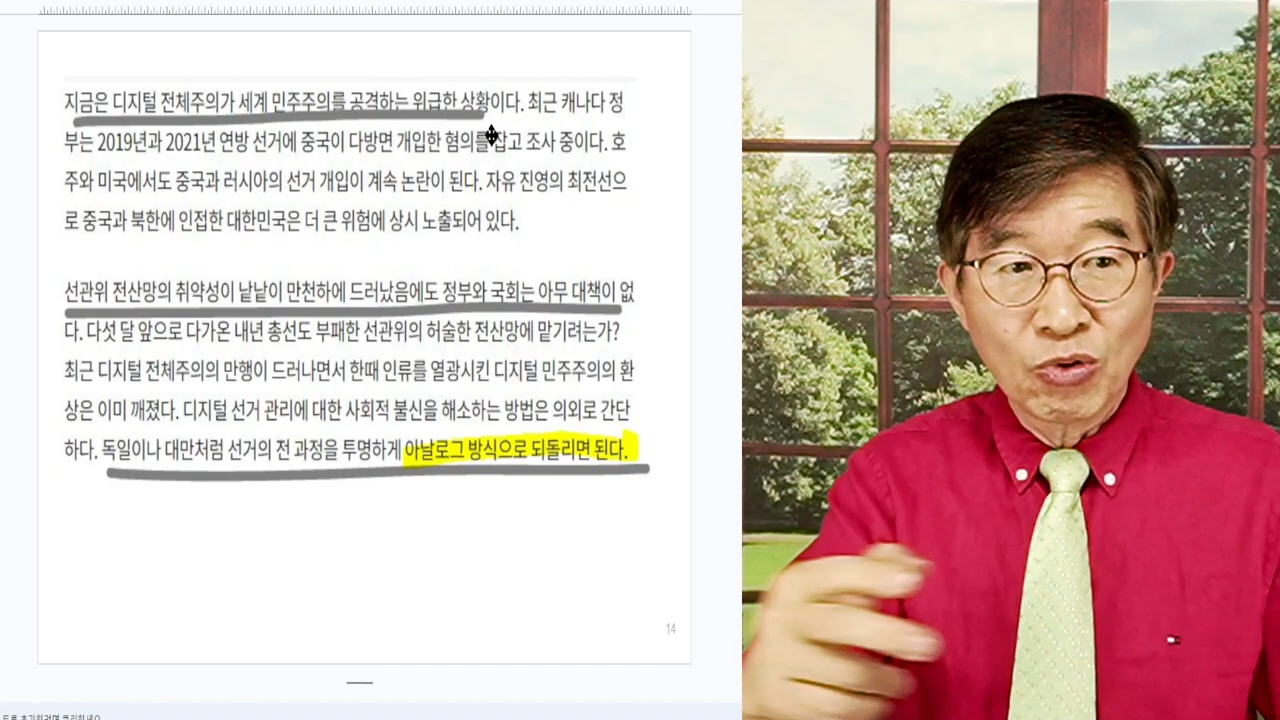 지금은 디지털 전체주의가 세계 민주주의를 공격하는 위급한 상황이다. 최근 캐나다 정
부는 2019년과 2021년 연방 선거에 중국이 다방면 개입한 혐의를 잡고 조사 중이다. 호
주와 미국에서도 중국과 러시아의 선거 개입이 계속 논란이 된다. 자유 진영의 최전선으
로 중국과 북한에 인접한 대한민국은 더 큰 위험에 상시 노출되어 있다.
선관위 전산망의 취약성이 낱낱이 만천하에 드러났음에도 정부와 국회는 아무 대책이 없
다. 다섯 달 앞으로 다가온 내년 총선도 부패한 선관위의 허술한 전산망에 맡기려는가?
최근 디지털 전체주의의 만행이 드러나면서 한때 인류를 열광시킨 디지털 민주주의의 환
상은 이미 깨졌다. 디지털 선거 관리에 대한 사회적 불신을 해소하는 방법은 의외로 간단
하다. 독일이나 대만처럼 선거의 전 과정을 투명하게 아날로그 방식으로 되돌리면 된다.
14